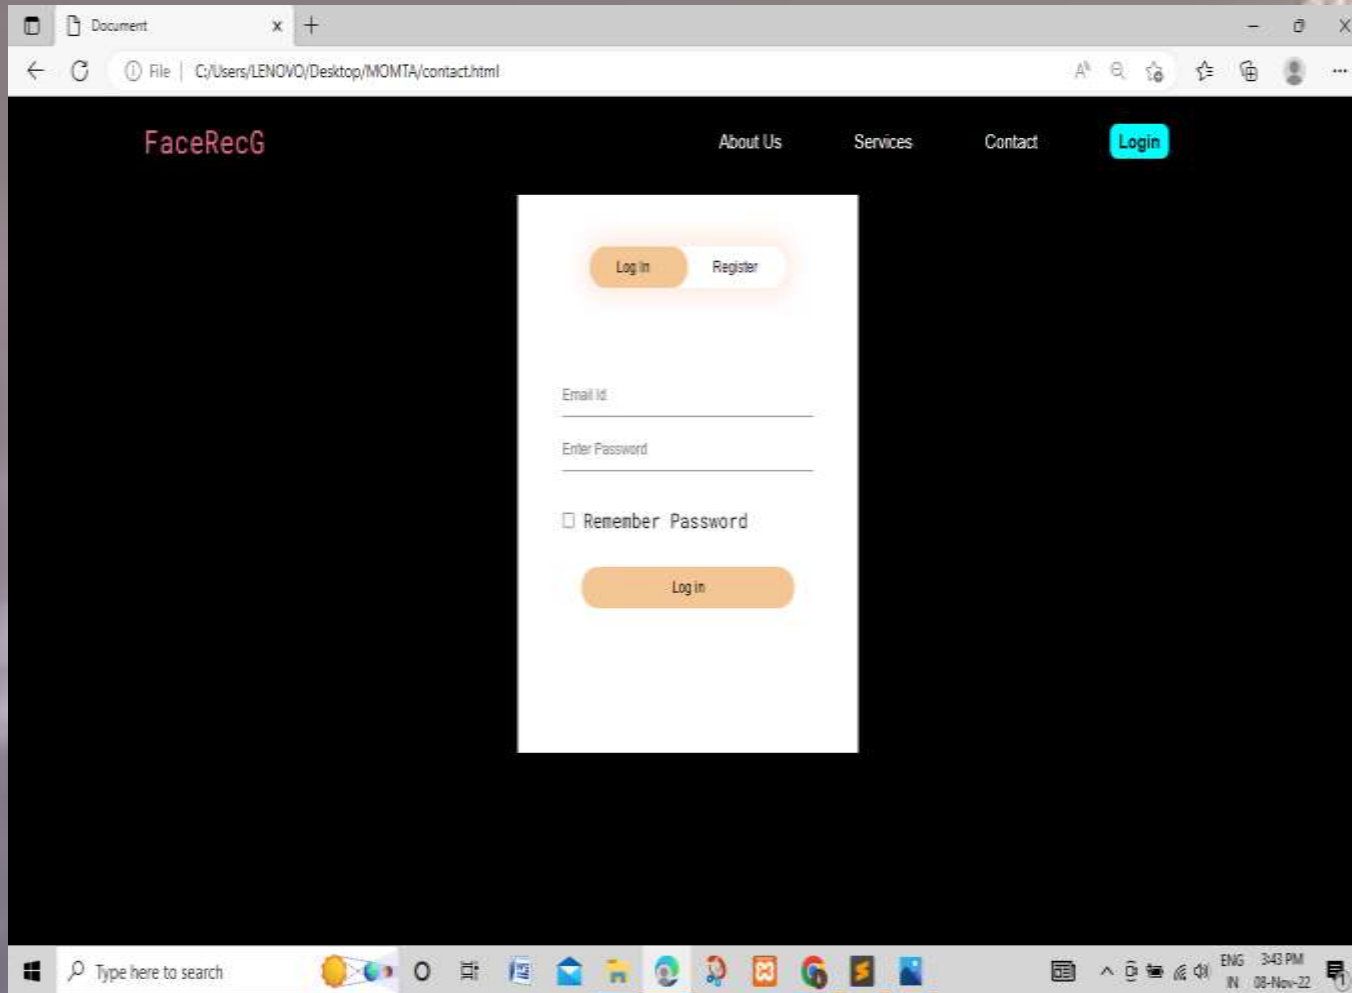 Document
File | C:/Users/LENOVO/Desktop/MOMTA/contact.html
FaceRecG
About Us
Services
Contact
Login
Log In
Register
Email Id
Enter Password
Remember Password
Log in
Type here to search
ENG
IN
3:43 PM
08-Nov-22
1